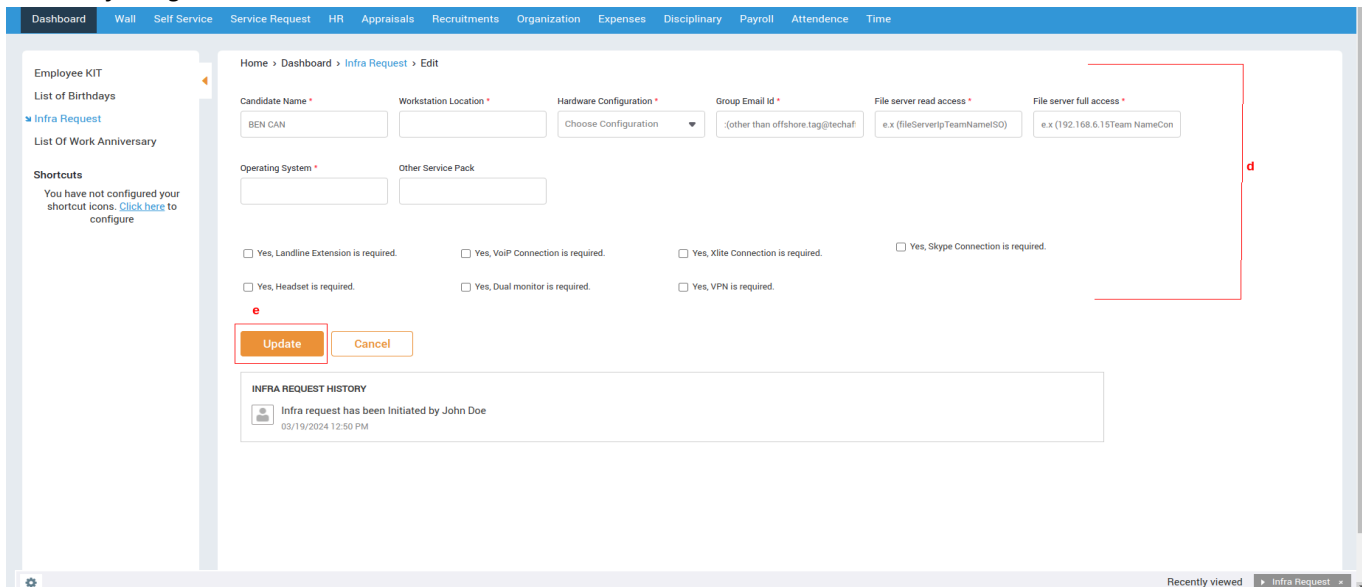 Dashboard Wall Self Service Service Request HR Appraisals Recruitments Organization Expenses Disciplinary Payroll Attendence Time
Employee KIT
List of Birthdays
Infra Request
List Of Work Anniversary
Shortcuts
You have not configured your
shortcut icons. Click here to
configure
Home › Dashboard › Infra Request › Edit
Candidate Name * Workstation Location * Hardware Configuration * Group Email Id * File server read access * File server full access *
BEN CAN Choose Configuration :(other than offshore.tag@techaf e.x (fileServerIpTeamNameISO) e.x (192.168.6.15Team NameCon
d
Operating System * Other Service Pack
Yes, Landline Extension is required. Yes, VoiP Connection is required. Yes, Xlite Connection is required. Yes, Skype Connection is required.
Yes, Headset is required. Yes, Dual monitor is required. Yes, VPN is required.
e
Update Cancel
INFRA REQUEST HISTORY
Infra request has been Initiated by John Doe
03/19/2024 12:50 PM
Recently viewed Infra Request ×